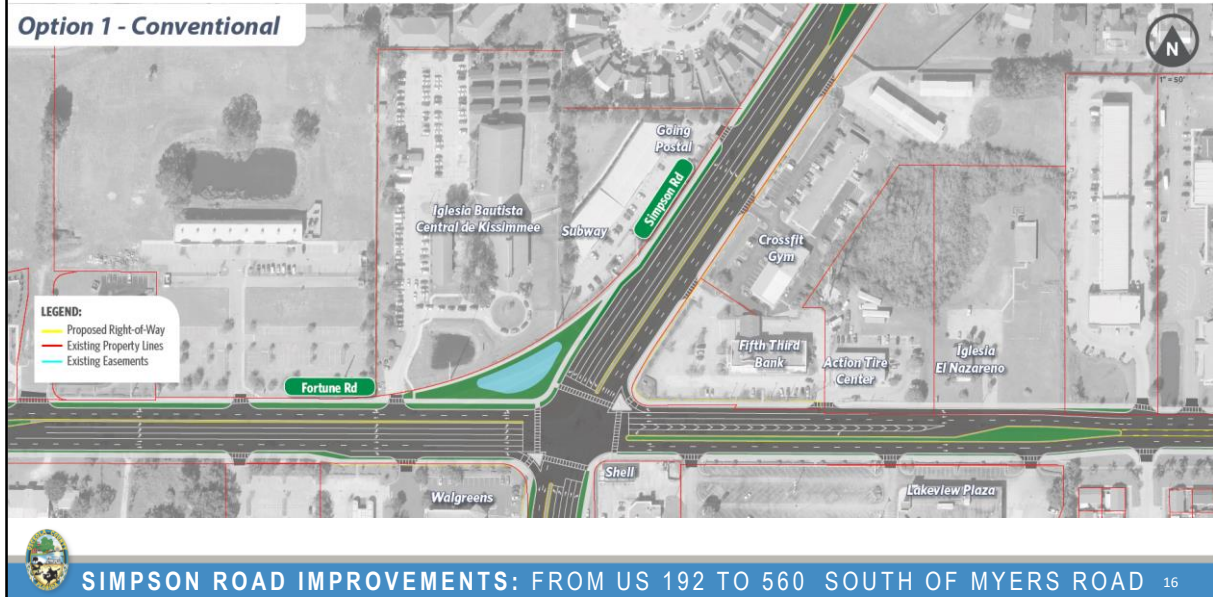 Option 1 - Conventional
N
1" = 50'
Going
Postal
Simpson Rd
Iglesia Bautista
Central de Kissimmee
Subway
Crossfit
Gym
LEGEND:
Proposed Right-of-Way
Existing Property Lines
Existing Easements
Fifth Third
Bank
Action Tire
Center
Iglesia
El Nazareno
Fortune Rd
Shell
Walgreens
Lakeview Plaza
SIMPSON ROAD IMPROVEMENTS: FROM US 192 TO 560 SOUTH OF MYERS ROAD 16